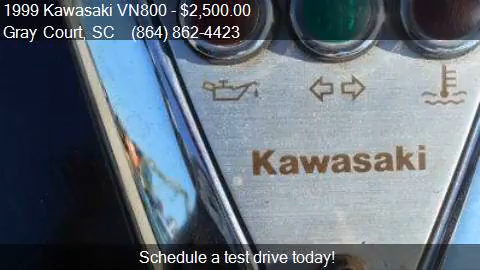 1999 Kawasaki VN800 - $2,500.00
Gray Court, SC (864) 862-4423
Kawasaki
Schedule a test drive today!